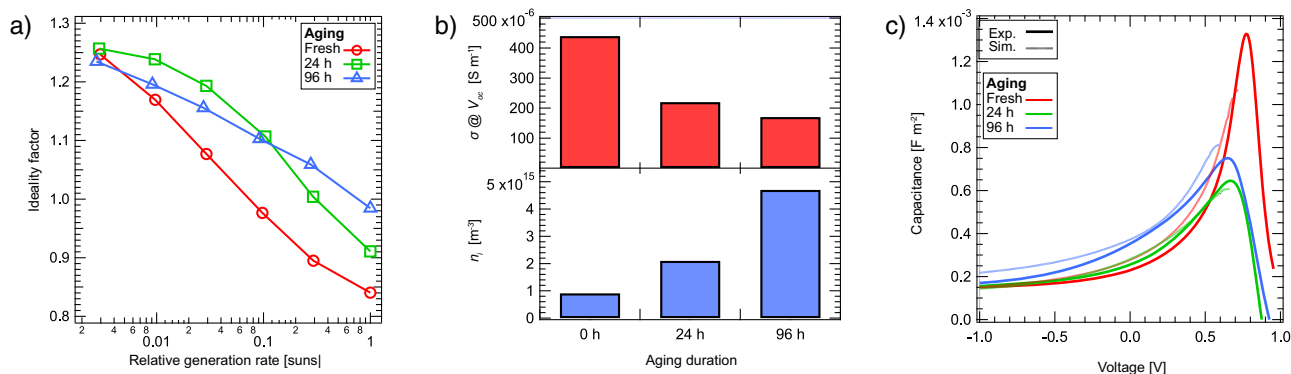 a)
1.3
1.2
1.1
1.0
0.9
0.8
Ideality factor
Aging
Fresh
24 h
96 h
2 4 6 8 0.01 2 4 6 8 0.1 2 4 6 8 1
Relative generation rate [suns|
b)
500 x10⁻⁶
400
300
200
100
σ @ Voc [S m⁻¹]
5 x10¹⁵
4
3
2
1
0
ni [m⁻³]
0 h 24 h 96 h
Aging duration
c)
1.4 x10⁻³
1.2
1.0
0.8
0.6
0.4
0.2
0.0
Capacitance [F m⁻²]
Exp.
Sim.
Aging
Fresh
24 h
96 h
-1.0 -0.5 0.0 0.5 1.0
Voltage [V]